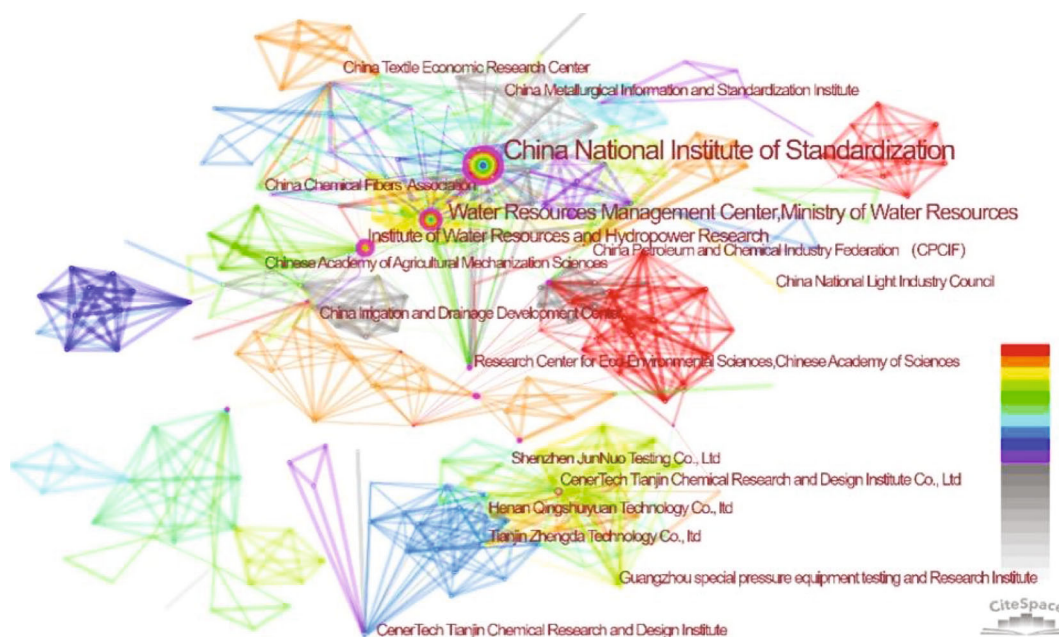 China Textile Economic Research Center
China Metallurgical Information and Standardization Institute
China National Institute of Standardization
China Chemical Fibers Association
Water Resources Management Center,Ministry of Water Resources
Institute of Water Resources and Hydropower Research
China Petroleum and Chemical Industry Federation (CPCIF)
Chinese Academy of Agricultural Mechanization Sciences
China National Light Industry Council
China Irrigation and Drainage Development Center
Research Center for Eco-Environmental Sciences,Chinese Academy of Sciences
Shenzhen JunNuo Testing Co., Ltd
CenerTech Tianjin Chemical Research and Design Institute Co., Ltd
Henan Qingshuiyuan Technology Co., ltd
Tianjin Zhengda Technology Co., ltd
Guangzhou special pressure equipment testing and Research Institute
CiteSpace
CenerTech Tianjin Chemical Research and Design Institute